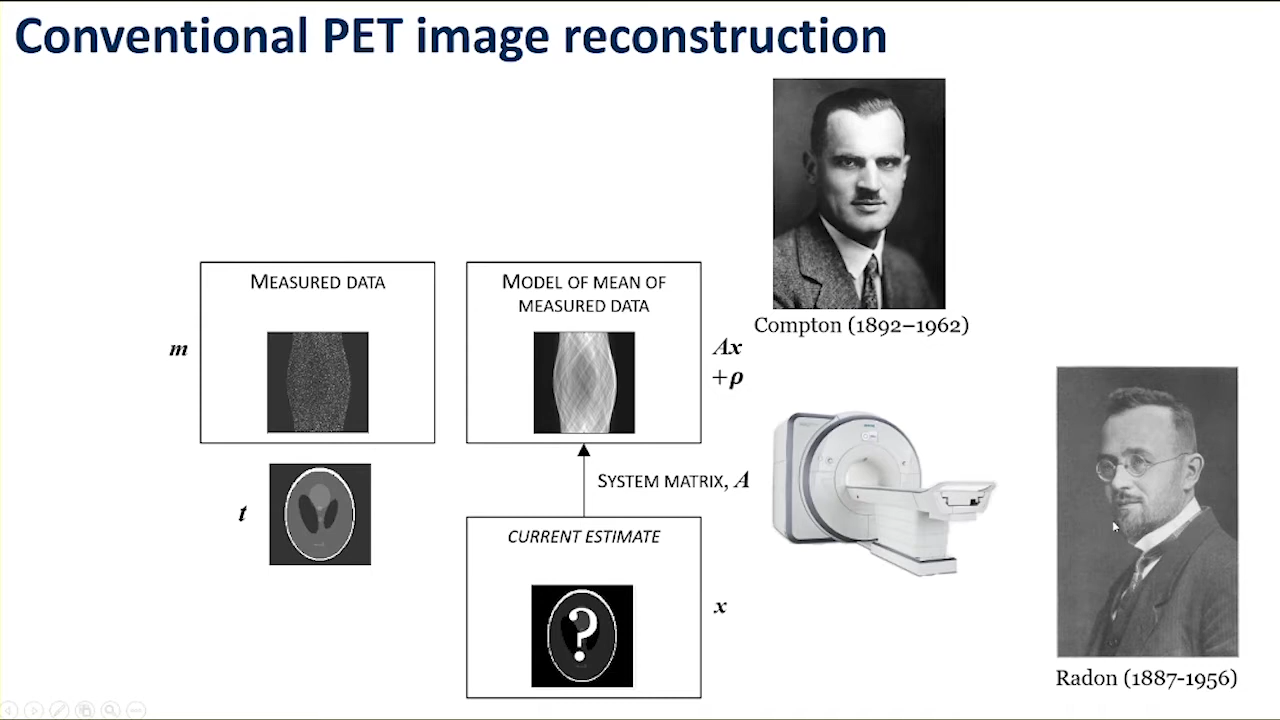 Conventional PET image reconstruction
Compton (1892–1962)
MEASURED DATA
MODEL OF MEAN OF
MEASURED DATA
m
Ax
+ρ
SYSTEM MATRIX, A
t
CURRENT ESTIMATE
?
x
Radon (1887-1956)